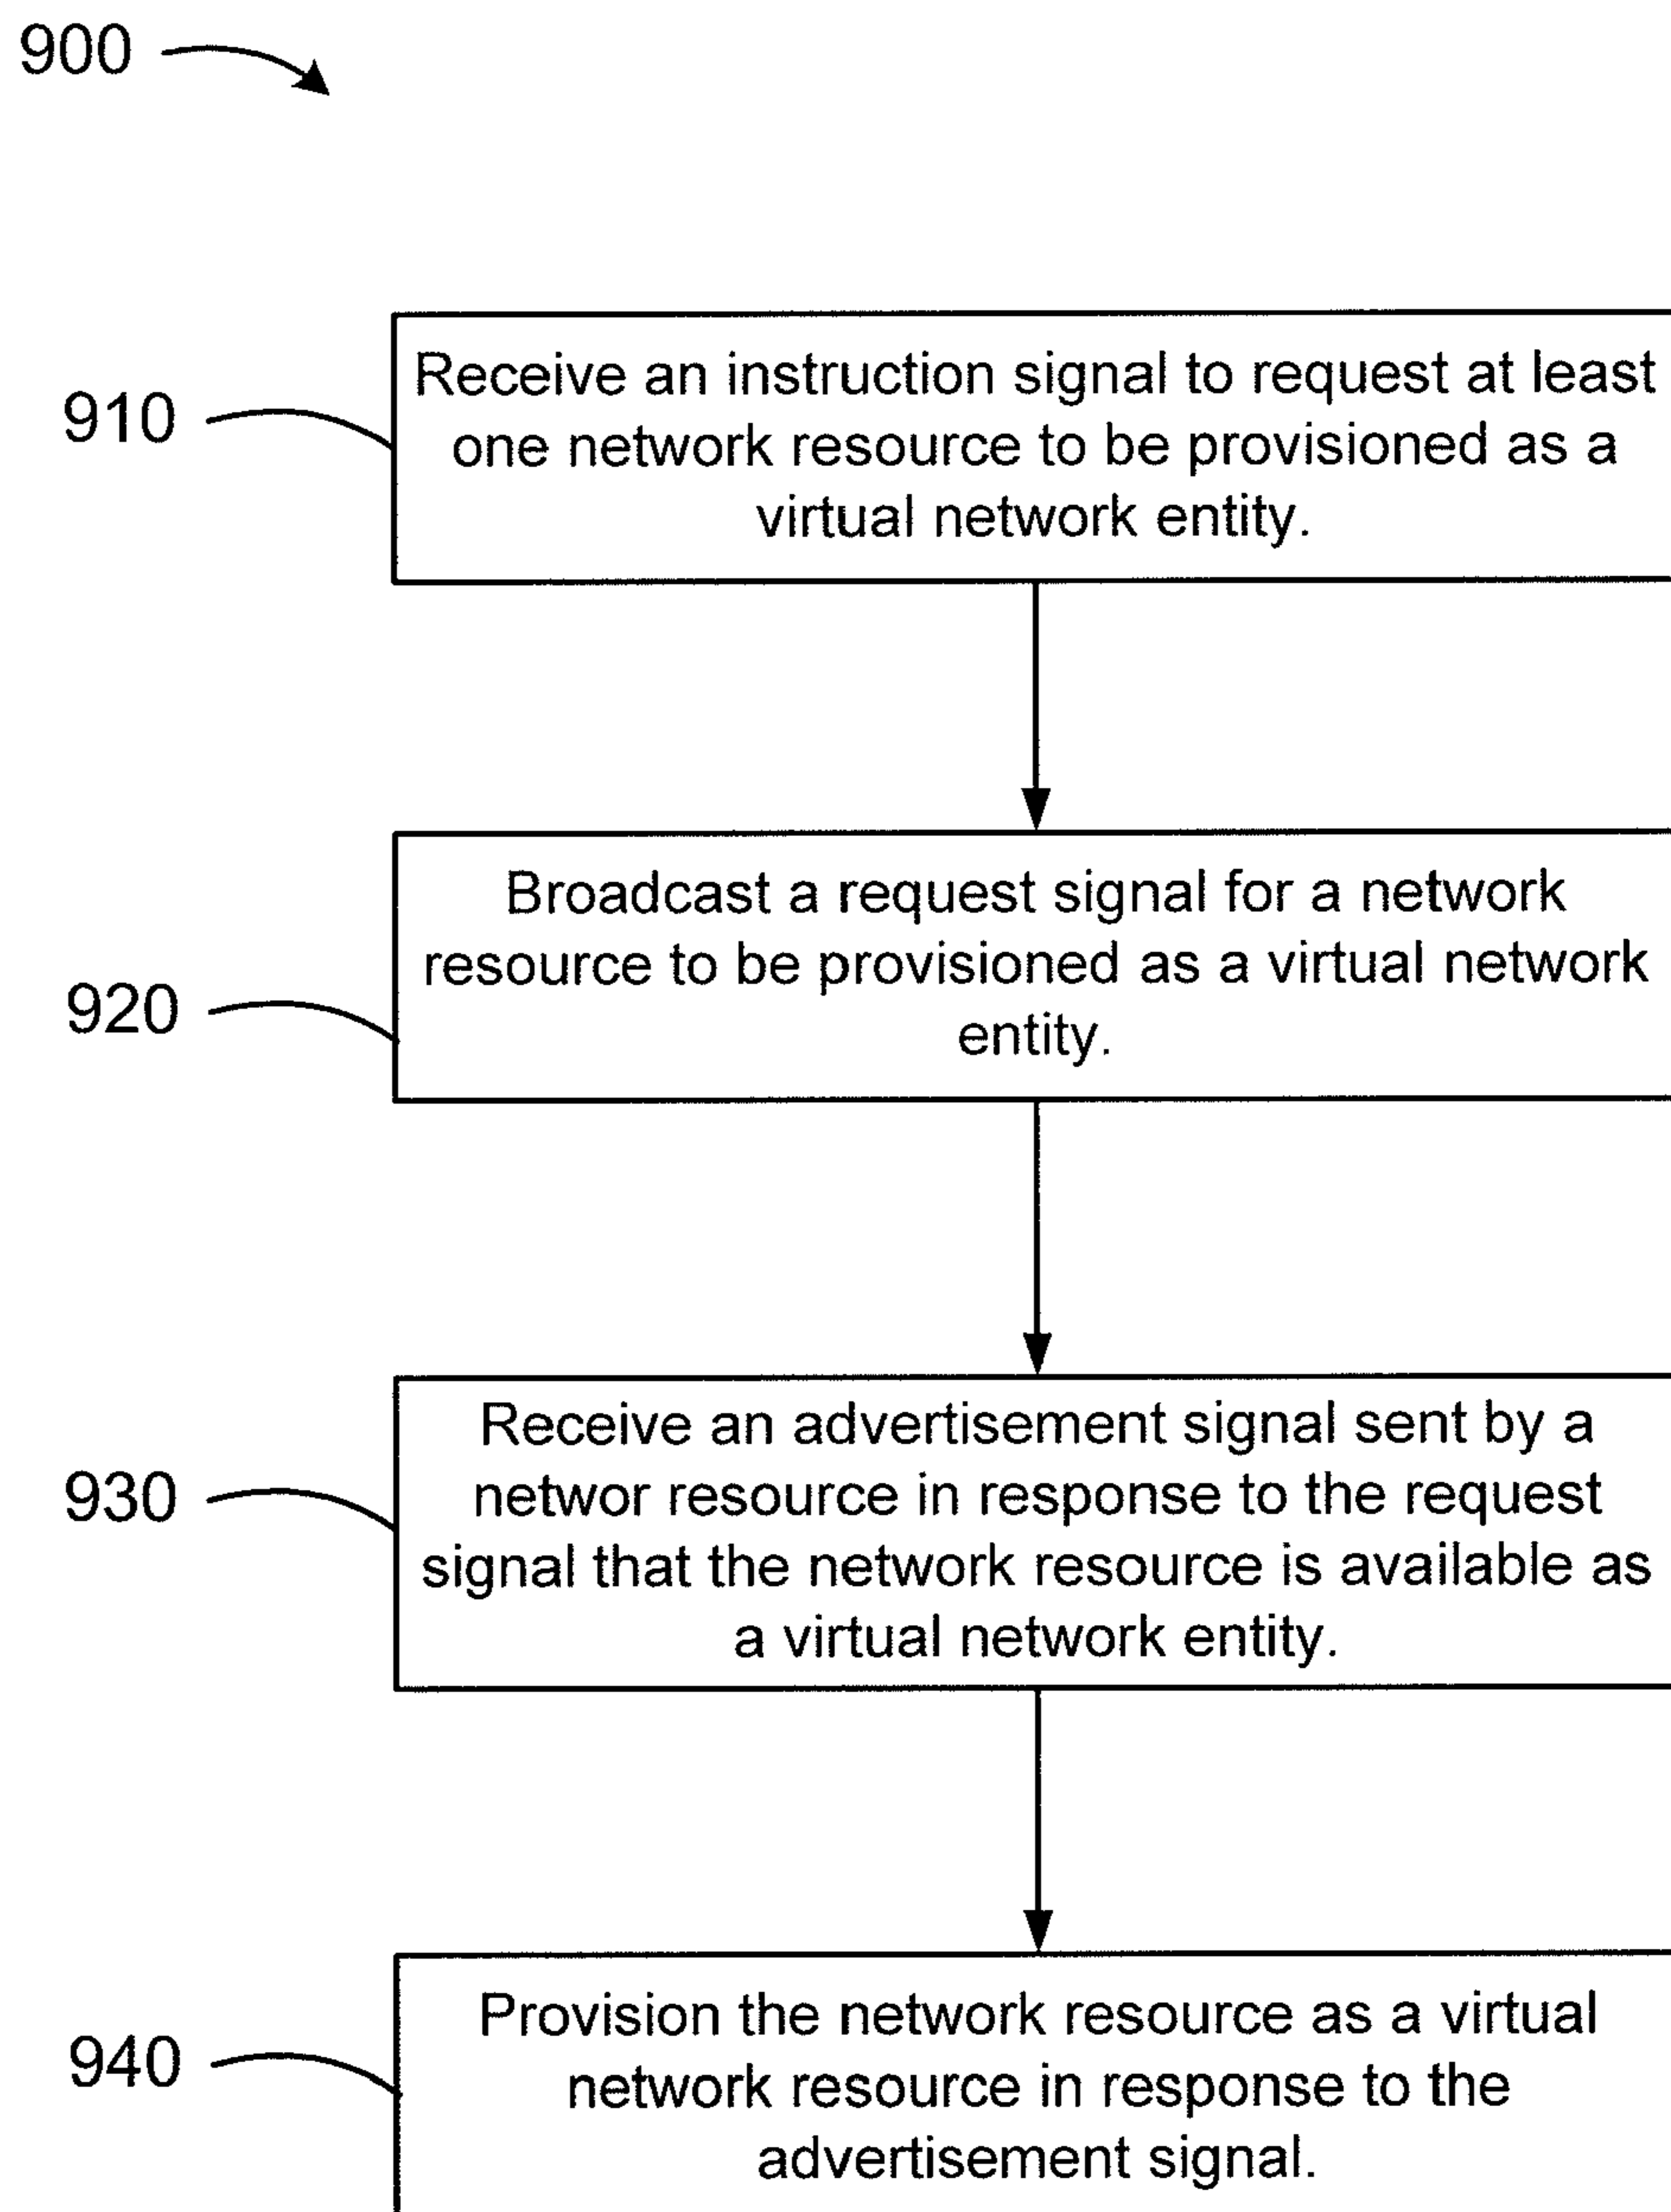 900
910
Receive an instruction signal to request at least
one network resource to be provisioned as a
virtual network entity.
920
Broadcast a request signal for a network
resource to be provisioned as a virtual network
entity.
930
Receive an advertisement signal sent by a
networ resource in response to the request
signal that the network resource is available as
a virtual network entity.
940
Provision the network resource as a virtual
network resource in response to the
advertisement signal.